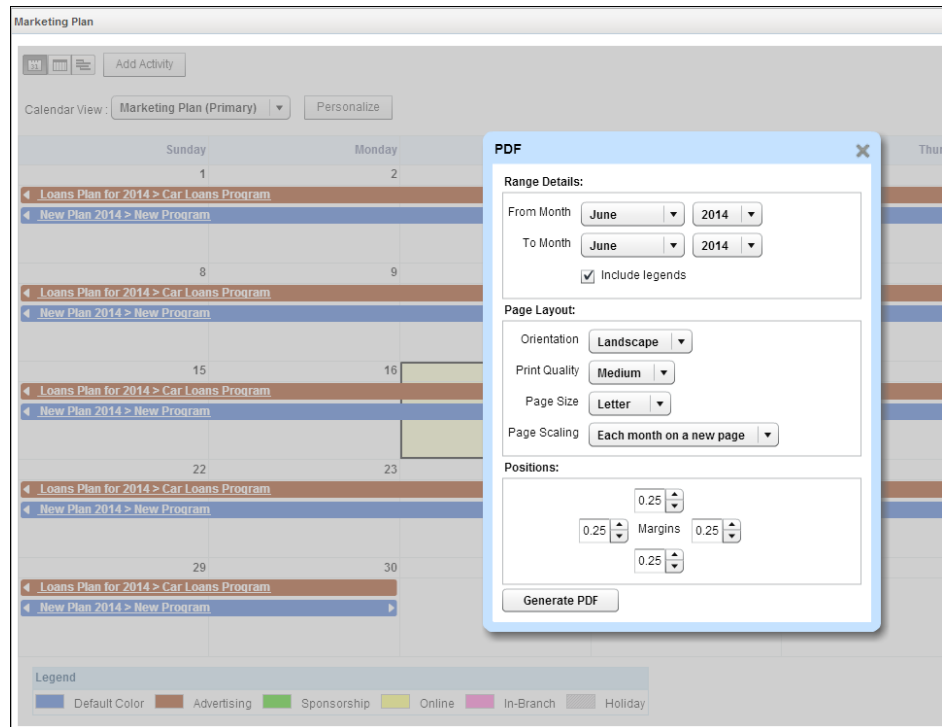 Marketing Plan
Add Activity
Calendar View : Marketing Plan (Primary) Personalize
Sunday Monday Thur
1 2
Loans Plan for 2014 > Car Loans Program
New Plan 2014 > New Program
8 9
Loans Plan for 2014 > Car Loans Program
New Plan 2014 > New Program
15 16
Loans Plan for 2014 > Car Loans Program
New Plan 2014 > New Program
22 23
Loans Plan for 2014 > Car Loans Program
New Plan 2014 > New Program
29 30
Loans Plan for 2014 > Car Loans Program
New Plan 2014 > New Program
PDF
Range Details:
From Month June 2014
To Month June 2014
Include legends
Page Layout:
Orientation Landscape
Print Quality Medium
Page Size Letter
Page Scaling Each month on a new page
Positions:
0.25
0.25 Margins 0.25
0.25
Generate PDF
Legend
Default Color Advertising Sponsorship Online In-Branch Holiday